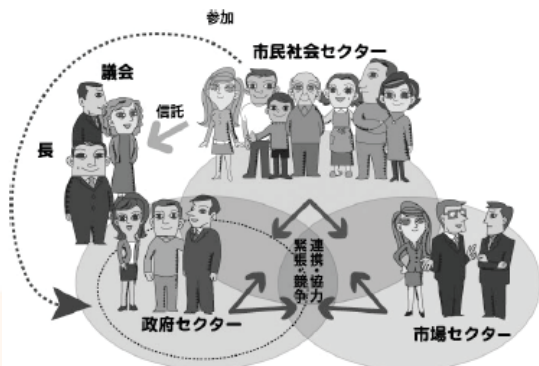 参加
市民社会セクター
議会
信託
長
連携・協力
緊張・競争
政府セクター
市場セクター